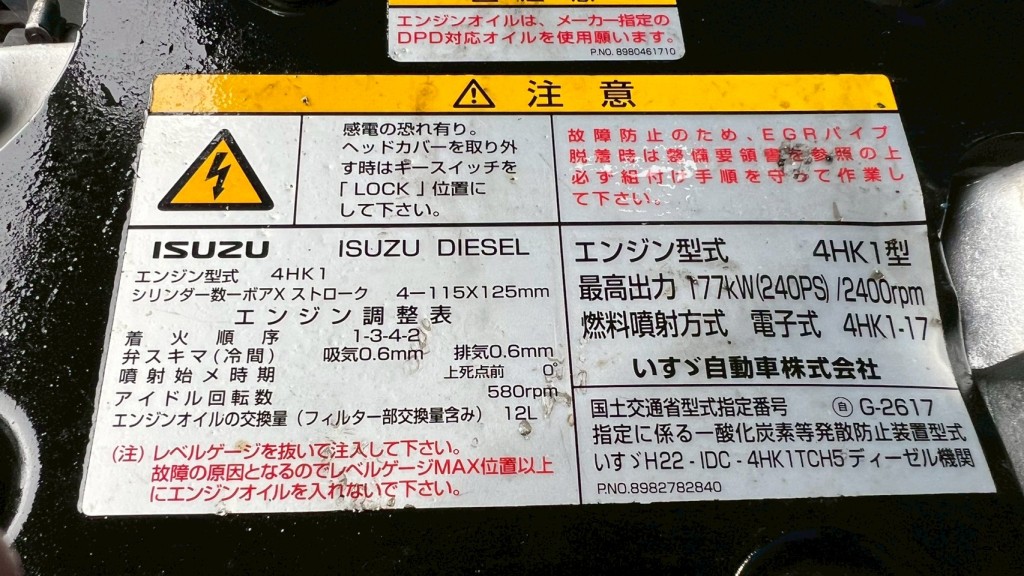 エンジンオイルは、メーカー指定の
DPD対応オイルを使用願います。
P.NO. 8980461710
注 意
感電の恐れ有り。
ヘッドカバーを取り外
す時はキースイッチを
「LOCK」位置に
して下さい。
故障防止のため、EGRパイプ
脱着時は整備要領書を参照の上
必ず組付け手順を守って作業し
て下さい。
ISUZU ISUZU DIESEL
エンジン型式 4HK1
シリンダー数ーボアX ストローク 4ー115X125mm
エンジン調整表
着火順序 1-3-4-2
弁スキマ(冷間) 吸気0.6mm 排気0.6mm
噴射始メ時期 上死点前 0°
アイドル回転数 580rpm
エンジンオイルの交換量(フィルター部交換量含み) 12L
(注) レベルゲージを抜いて注入して下さい。
故障の原因となるのでレベルゲージMAX位置以上
にエンジンオイルを入れないで下さい。
エンジン型式 4HK1型
最高出力 177kW(240PS)/2400rpm
燃料噴射方式 電子式 4HK1-17
いすゞ自動車株式会社
国土交通省型式指定番号 自 G-2617
指定に係る一酸化炭素等発散防止装置型式
いすゞH22-IDC-4HK1TCH5 ディーゼル機関
P.NO.8982782840